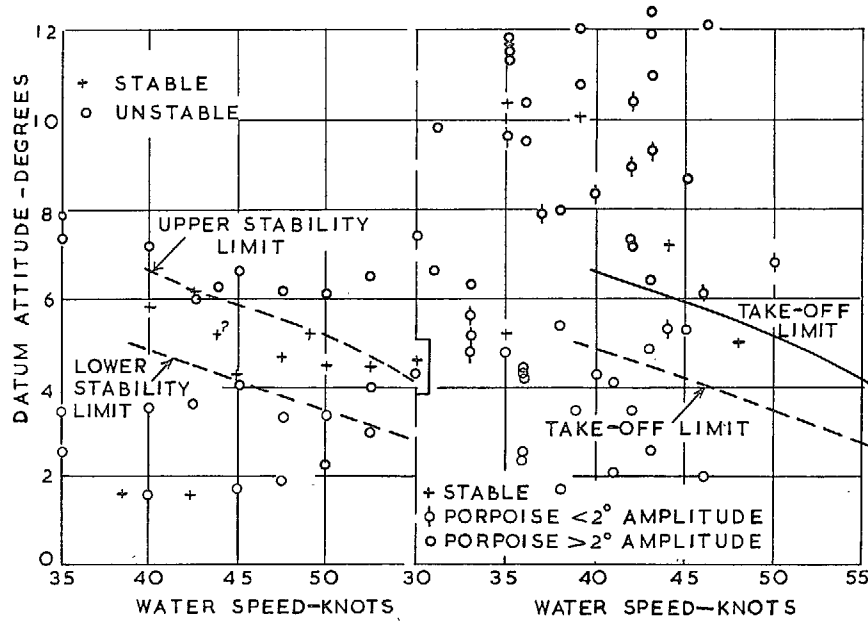 12
10
8
6
4
2
0
DATUM ATTITUDE-DEGREES
+ STABLE
o UNSTABLE
UPPER STABILITY
LIMIT
?
LOWER
STABILITY
LIMIT
TAKE-OFF
LIMIT
TAKE-OFF LIMIT
+ STABLE
PORPOISE <2° AMPLITUDE
o PORPOISE >2° AMPLITUDE
35 40 45 50 30 35 40 45 50 55
WATER SPEED-KNOTS WATER SPEED-KNOTS